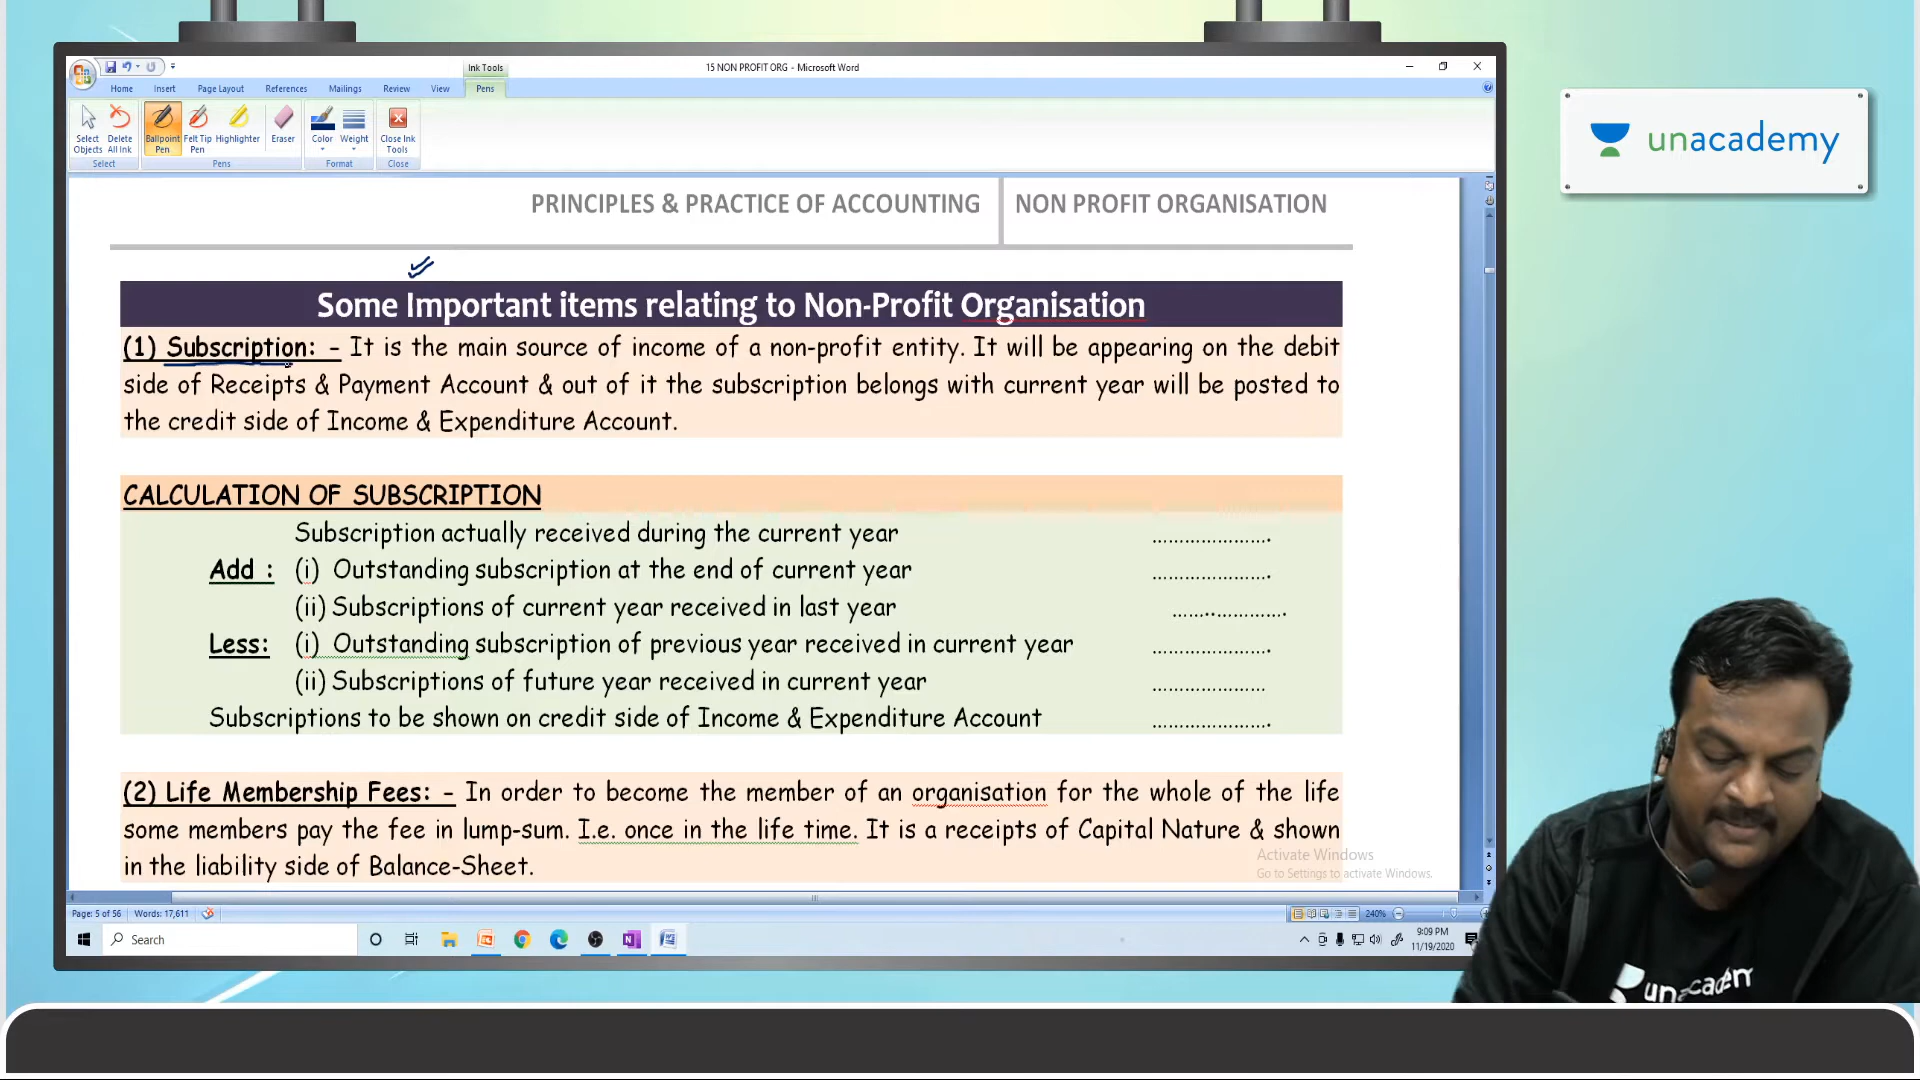 Ink Tools
15 NON PROFIT ORG - Microsoft Word
Home Insert Page Layout References Mailings Review View Pens
Select Objects Delete All Ink Ballpoint Pen Felt Tip Pen Highlighter Eraser Color Weight Close Ink Tools
Select Pens Format Close
unacademy
PRINCIPLES & PRACTICE OF ACCOUNTING NON PROFIT ORGANISATION
Some Important items relating to Non-Profit Organisation
(1) Subscription: - It is the main source of income of a non-profit entity. It will be appearing on the debit
side of Receipts & Payment Account & out of it the subscription belongs with current year will be posted to
the credit side of Income & Expenditure Account.
CALCULATION OF SUBSCRIPTION
Subscription actually received during the current year ………………….
Add : (i) Outstanding subscription at the end of current year ………………….
(ii) Subscriptions of current year received in last year ……..………….
Less: (i) Outstanding subscription of previous year received in current year ………………….
(ii) Subscriptions of future year received in current year …………………
Subscriptions to be shown on credit side of Income & Expenditure Account ………………….
(2) Life Membership Fees: - In order to become the member of an organisation for the whole of the life
some members pay the fee in lump-sum. I.e. once in the life time. It is a receipts of Capital Nature & shown
in the liability side of Balance-Sheet.
Activate Windows
Go to Settings to activate Windows.
Page: 5 of 56 Words: 17,611 240%
Search
9:09 PM
11/19/2020
unacadem